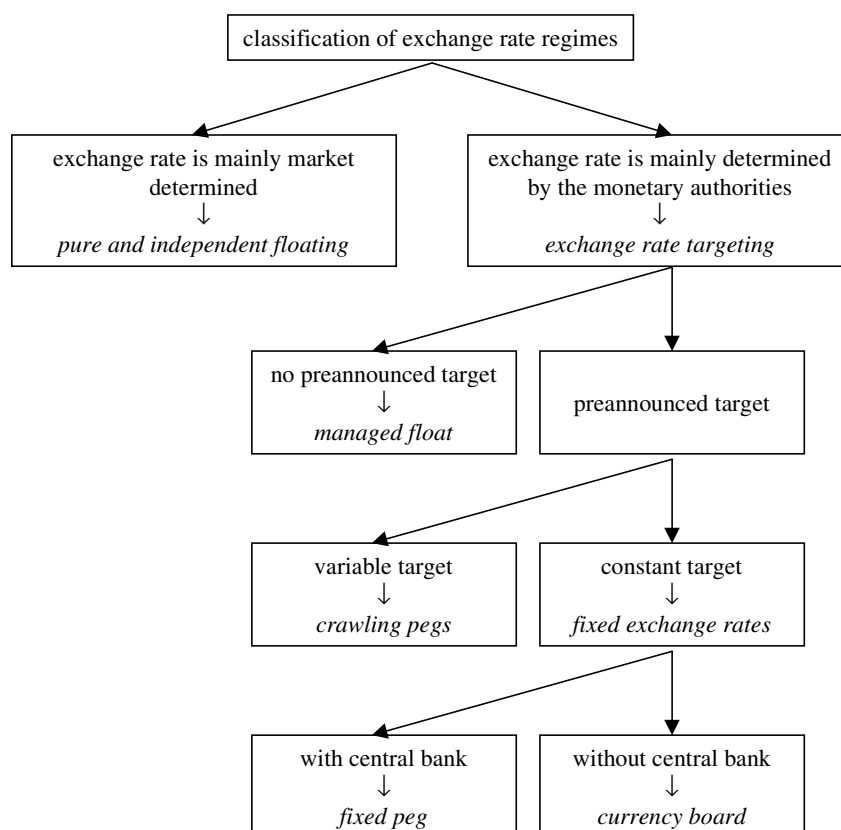 classification of exchange rate regimes
exchange rate is mainly market
determined
↓
pure and independent floating
exchange rate is mainly determined
by the monetary authorities
↓
exchange rate targeting
no preannounced target
↓
managed float
preannounced target
variable target
↓
crawling pegs
constant target
↓
fixed exchange rates
with central bank
↓
fixed peg
without central bank
↓
currency board